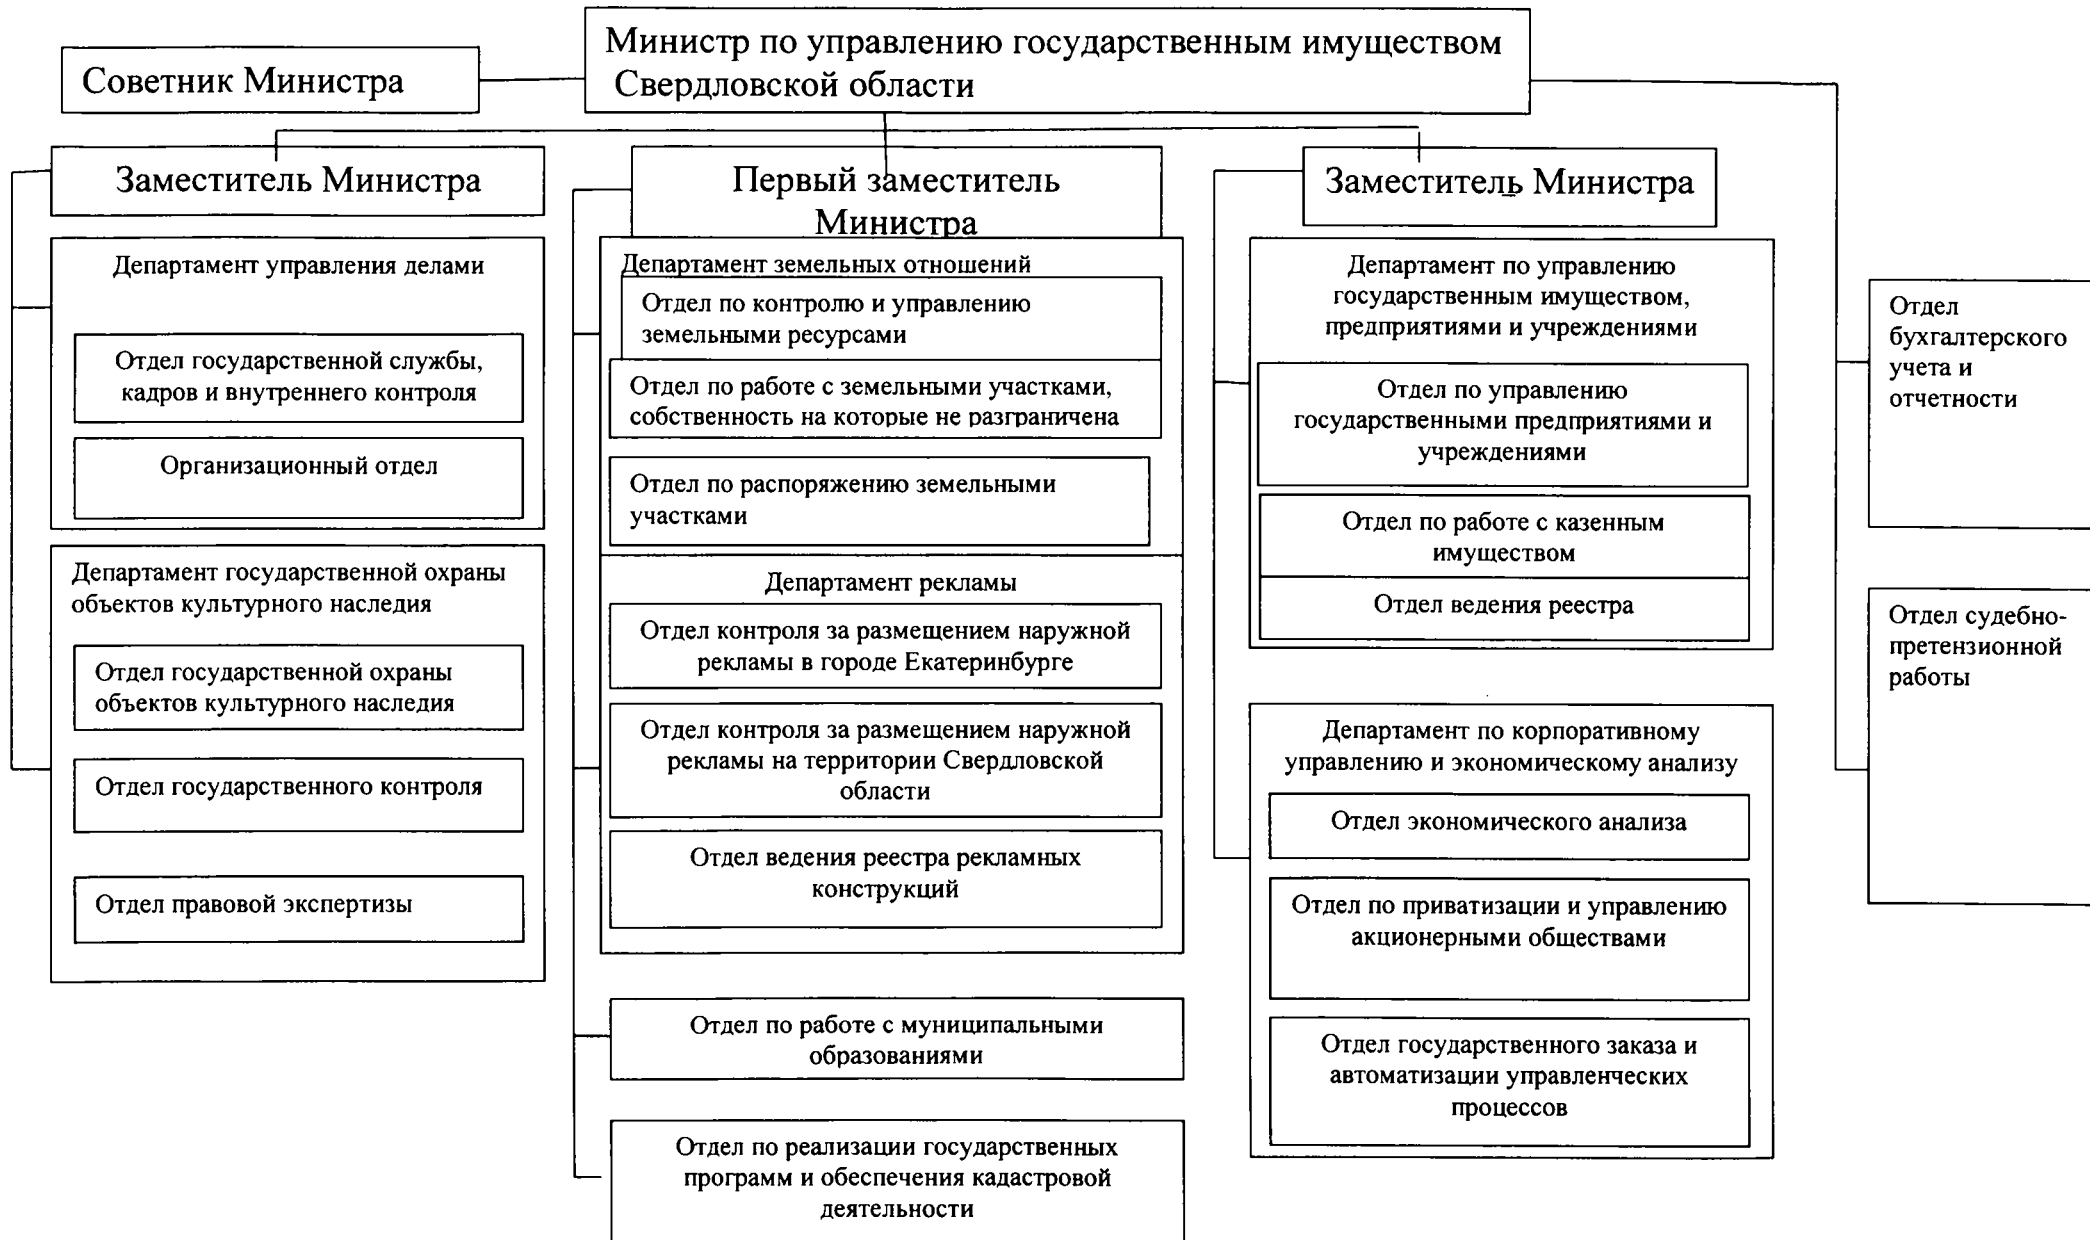 Министр по управлению государственным имуществом
Свердловской области
Советник Министра
Заместитель Министра
Департамент управления делами
Отдел государственной службы,
кадров и внутреннего контроля
Организационный отдел
Департамент государственной охраны
объектов культурного наследия
Отдел государственной охраны
объектов культурного наследия
Отдел государственного контроля
Отдел правовой экспертизы
Первый заместитель
Министра
Департамент земельных отношений
Отдел по контролю и управлению
земельными ресурсами
Отдел по работе с земельными участками,
собственность на которые не разграничена
Отдел по распоряжению земельными
участками
Департамент рекламы
Отдел контроля за размещением наружной
рекламы в городе Екатеринбурге
Отдел контроля за размещением наружной
рекламы на территории Свердловской
области
Отдел ведения реестра рекламных
конструкций
Отдел по работе с муниципальными
образованиями
Отдел по реализации государственных
программ и обеспечения кадастровой
деятельности
Заместитель Министра
Департамент по управлению
государственным имуществом,
предприятиями и учреждениями
Отдел по управлению
государственными предприятиями и
учреждениями
Отдел по работе с казенным
имуществом
Отдел ведения реестра
Департамент по корпоративному
управлению и экономическому анализу
Отдел экономического анализа
Отдел по приватизации и управлению
акционерными обществами
Отдел государственного заказа и
автоматизации управленческих
процессов
Отдел
бухгалтерского
учета и
отчетности
Отдел судебно-
претензионной
работы